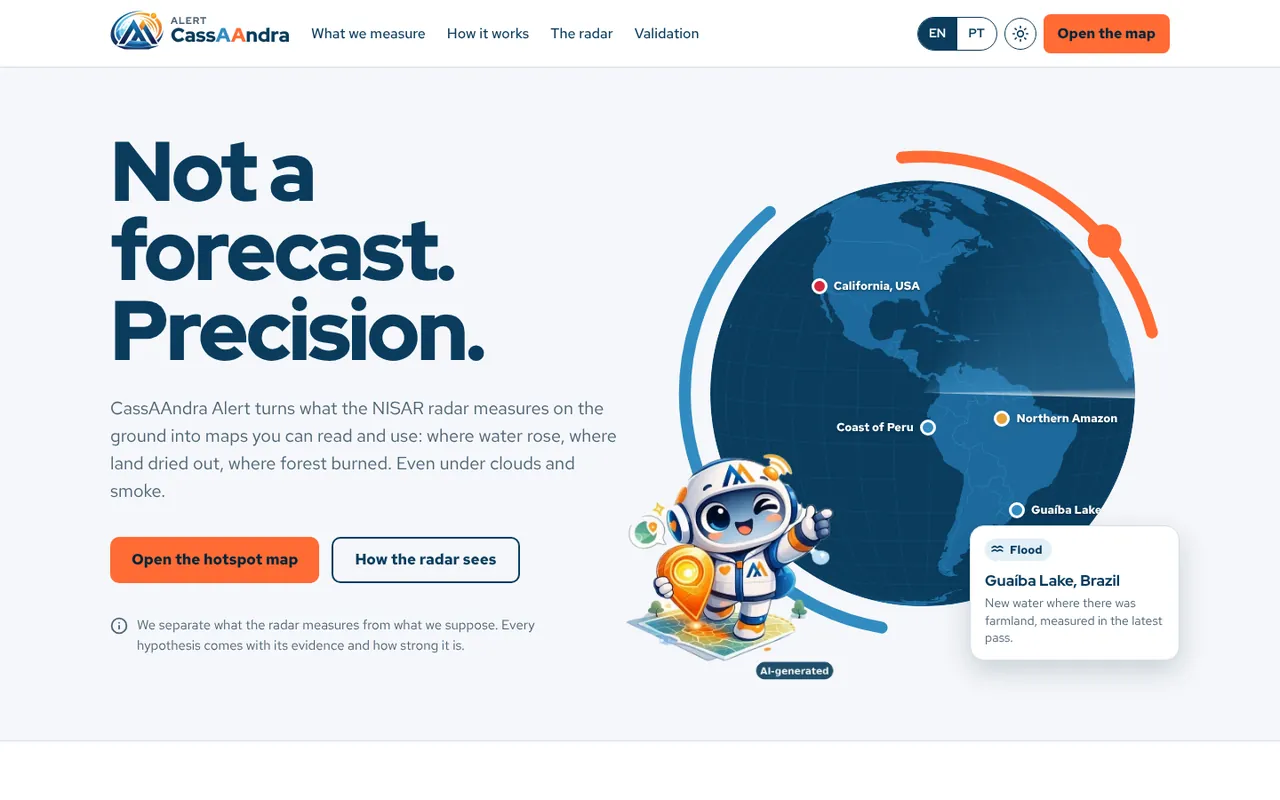 ALERT
CassAAndra
What we measure
How it works
The radar
Validation
EN
PT
Open the map
Not a
forecast.
Precision.
CassAAndra Alert turns what the NISAR radar measures on the
ground into maps you can read and use: where water rose, where
land dried out, where forest burned. Even under clouds and
smoke.
Open the hotspot map
How the radar sees
We separate what the radar measures from what we suppose. Every
hypothesis comes with its evidence and how strong it is.
California, USA
Northern Amazon
Coast of Peru
Guaíba Lake
AI-generated
Flood
Guaíba Lake, Brazil
New water where there was
farmland, measured in the latest
pass.